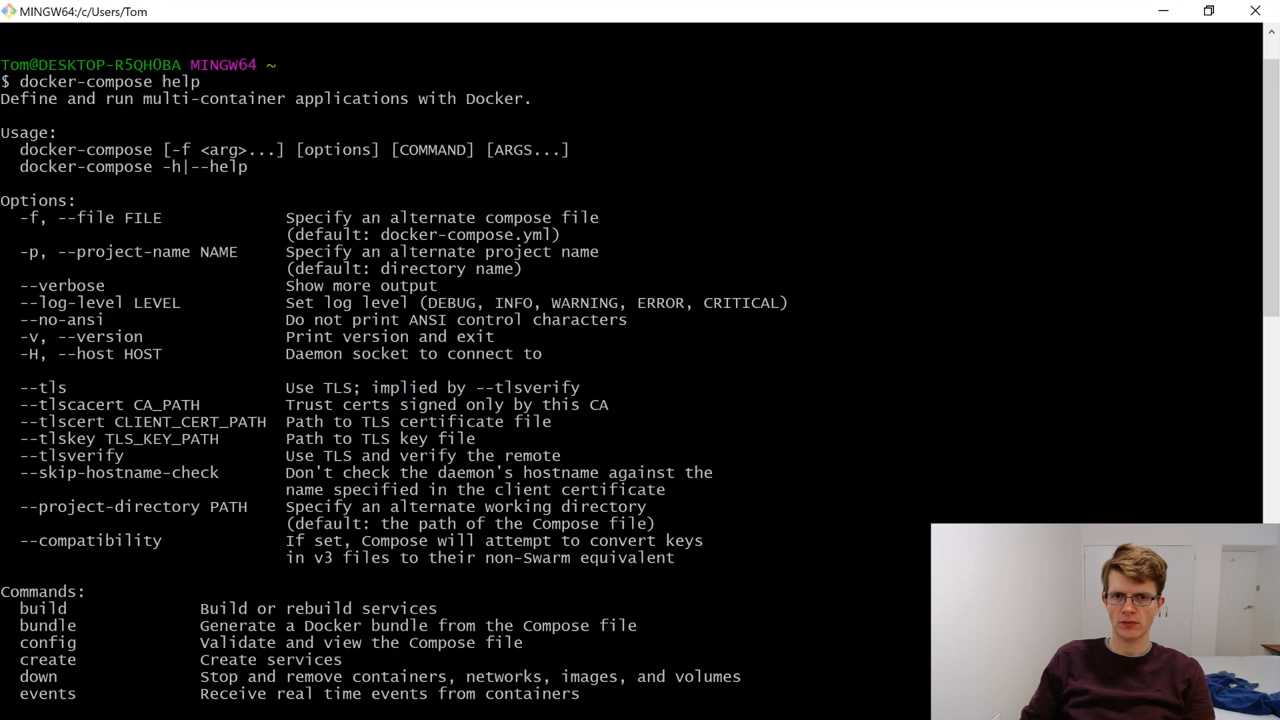 MINGW64:/c/Users/Tom
Tom@DESKTOP-R5QH0BA MINGW64 ~
$ docker-compose help
Define and run multi-container applications with Docker.
Usage:
docker-compose [-f <arg>...] [options] [COMMAND] [ARGS...]
docker-compose -h|--help
Options:
-f, --file FILE Specify an alternate compose file
(default: docker-compose.yml)
-p, --project-name NAME Specify an alternate project name
(default: directory name)
--verbose Show more output
--log-level LEVEL Set log level (DEBUG, INFO, WARNING, ERROR, CRITICAL)
--no-ansi Do not print ANSI control characters
-v, --version Print version and exit
-H, --host HOST Daemon socket to connect to
--tls Use TLS; implied by --tlsverify
--tlscacert CA_PATH Trust certs signed only by this CA
--tlscert CLIENT_CERT_PATH Path to TLS certificate file
--tlskey TLS_KEY_PATH Path to TLS key file
--tlsverify Use TLS and verify the remote
--skip-hostname-check Don't check the daemon's hostname against the
name specified in the client certificate
--project-directory PATH Specify an alternate working directory
(default: the path of the Compose file)
--compatibility If set, Compose will attempt to convert keys
in v3 files to their non-Swarm equivalent
Commands:
build Build or rebuild services
bundle Generate a Docker bundle from the Compose file
config Validate and view the Compose file
create Create services
down Stop and remove containers, networks, images, and volumes
events Receive real time events from containers